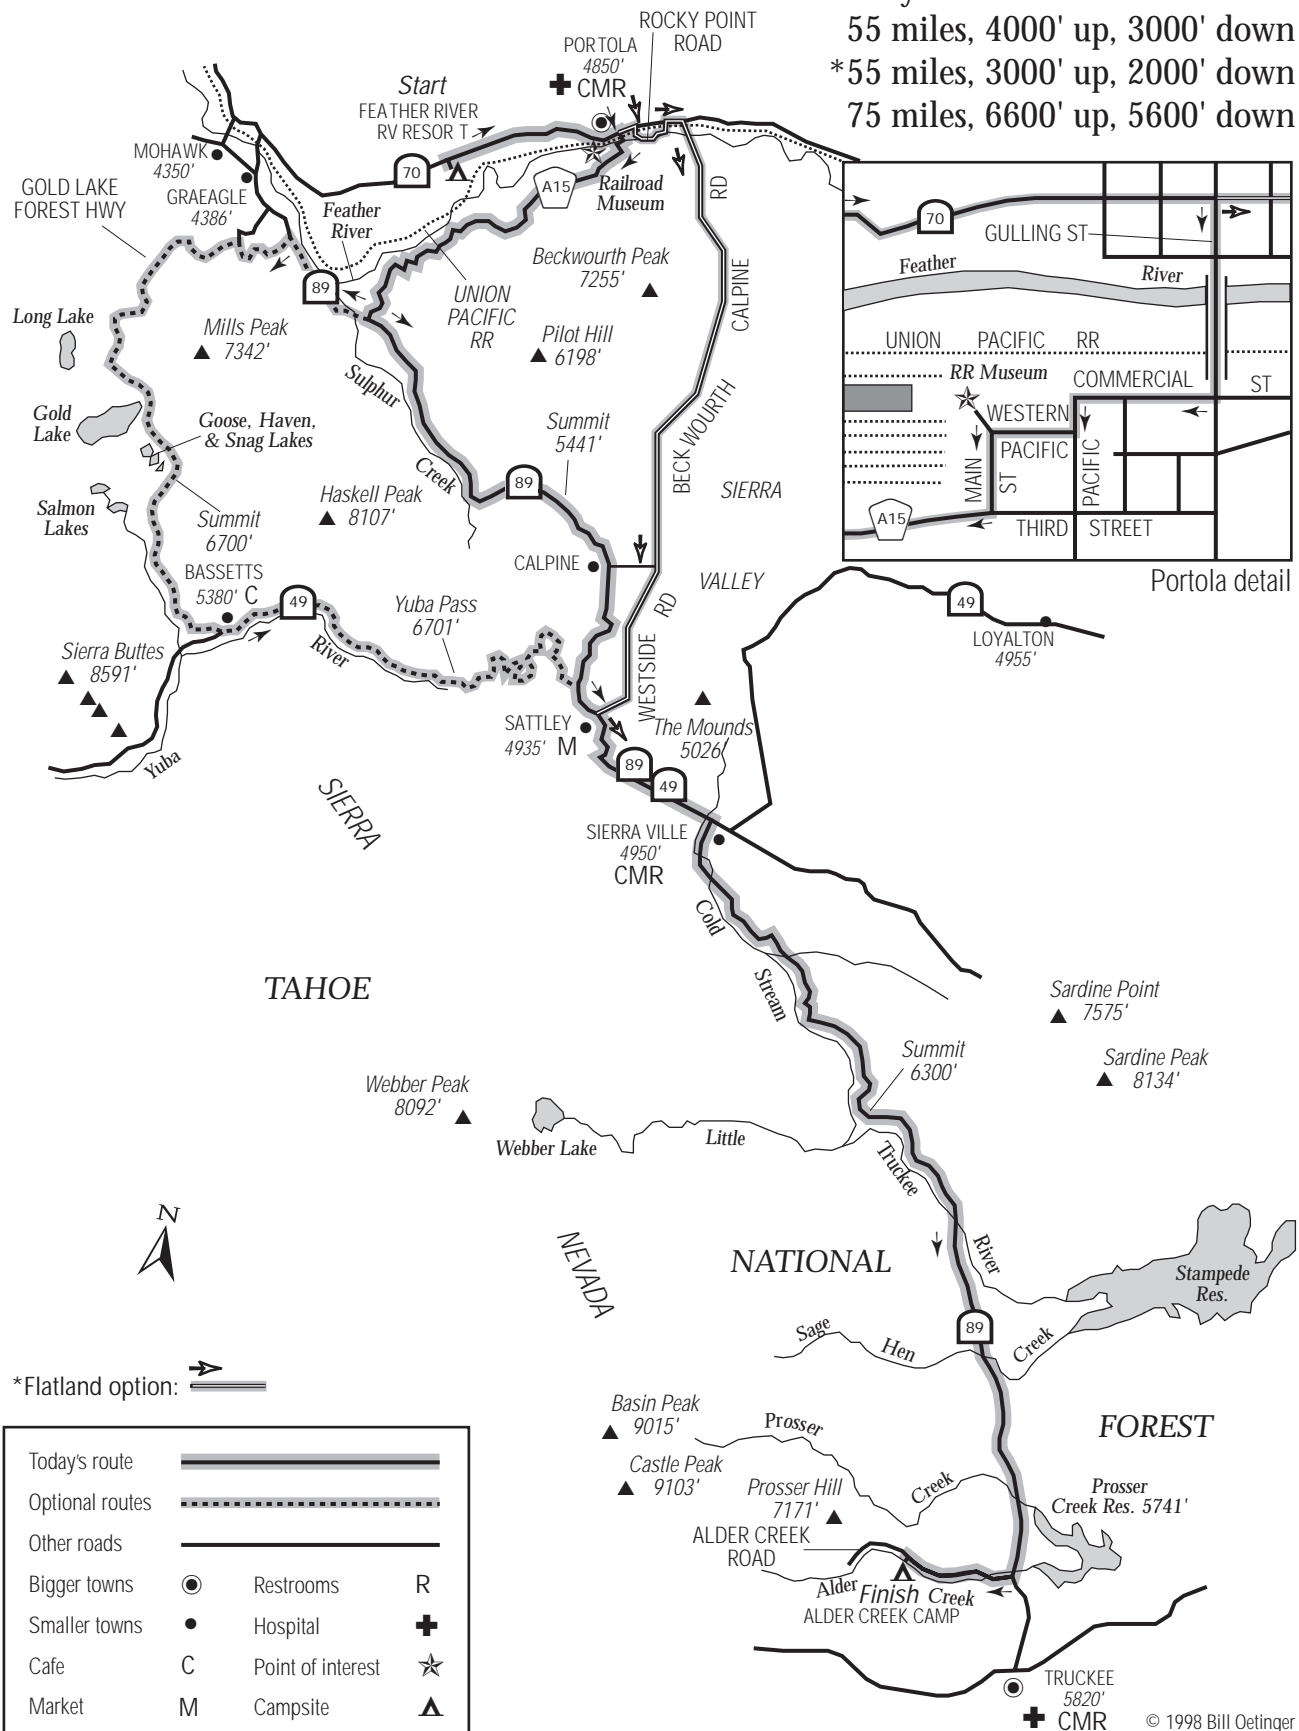 55 miles, 4000' up, 3000' down
*55 miles, 3000' up, 2000' down
75 miles, 6600' up, 5600' down
ROCKY POINT
ROAD
PORTOLA
4850'
CMR
Start
FEATHER RIVER
RV RESOR T
70
MOHAWK
4350'
GRAEAGLE
4386'
GOLD LAKE
FOREST HWY
Feather
River
A15
Railroad
Museum
RD
CALPINE
BECK WOURTH
89
UNION
PACIFIC
RR
Beckwourth Peak
7255'
Pilot Hill
6198'
Long Lake
Mills Peak
7342'
Sulphur
Creek
Gold
Lake
Goose, Haven,
& Snag Lakes
Summit
5441'
89
Haskell Peak
8107'
Salmon
Lakes
Summit
6700'
SIERRA
VALLEY
CALPINE
BASSETTS
5380' C
49
River
Yuba Pass
6701'
Sierra Buttes
8591'
Yuba
WESTSIDE
RD
SATTLEY
4935' M
The Mounds
5026'
89
49
49
LOYALTON
4955'
70
GULLING ST
Feather
River
UNION PACIFIC RR
RR Museum
COMMERCIAL
ST
WESTERN
PACIFIC
MAIN
ST
PACIFIC
A15
THIRD STREET
Portola detail
SIERRA
SIERRA VILLE
4950'
CMR
Cold
Stream
TAHOE
Sardine Point
7575'
Summit
6300'
Sardine Peak
8134'
Webber Peak
8092'
Webber Lake
Little
Truckee
River
N
NEVADA
NATIONAL
Stampede
Res.
89
Sage
Hen
Creek
*Flatland option:
Basin Peak
9015'
Prosser
FOREST
Castle Peak
9103'
Prosser Hill
7171'
Creek
Prosser
Creek Res. 5741'
ALDER CREEK
ROAD
Alder
Finish
Creek
ALDER CREEK CAMP
TRUCKEE
5820'
CMR
Today's route
Optional routes
Other roads
Bigger towns
Restrooms R
Smaller towns
Hospital
Cafe C
Point of interest
Market M
Campsite
© 1998 Bill Oetinger